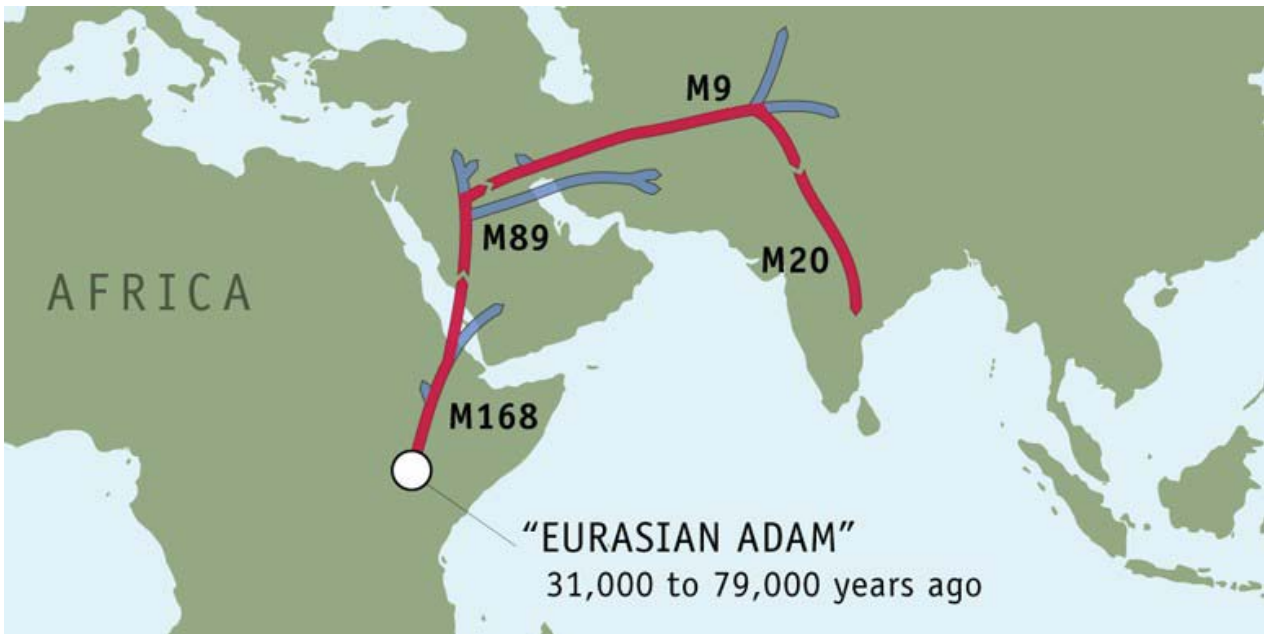 M9
M89
M20
AFRICA
M168
“EURASIAN ADAM”
31,000 to 79,000 years ago